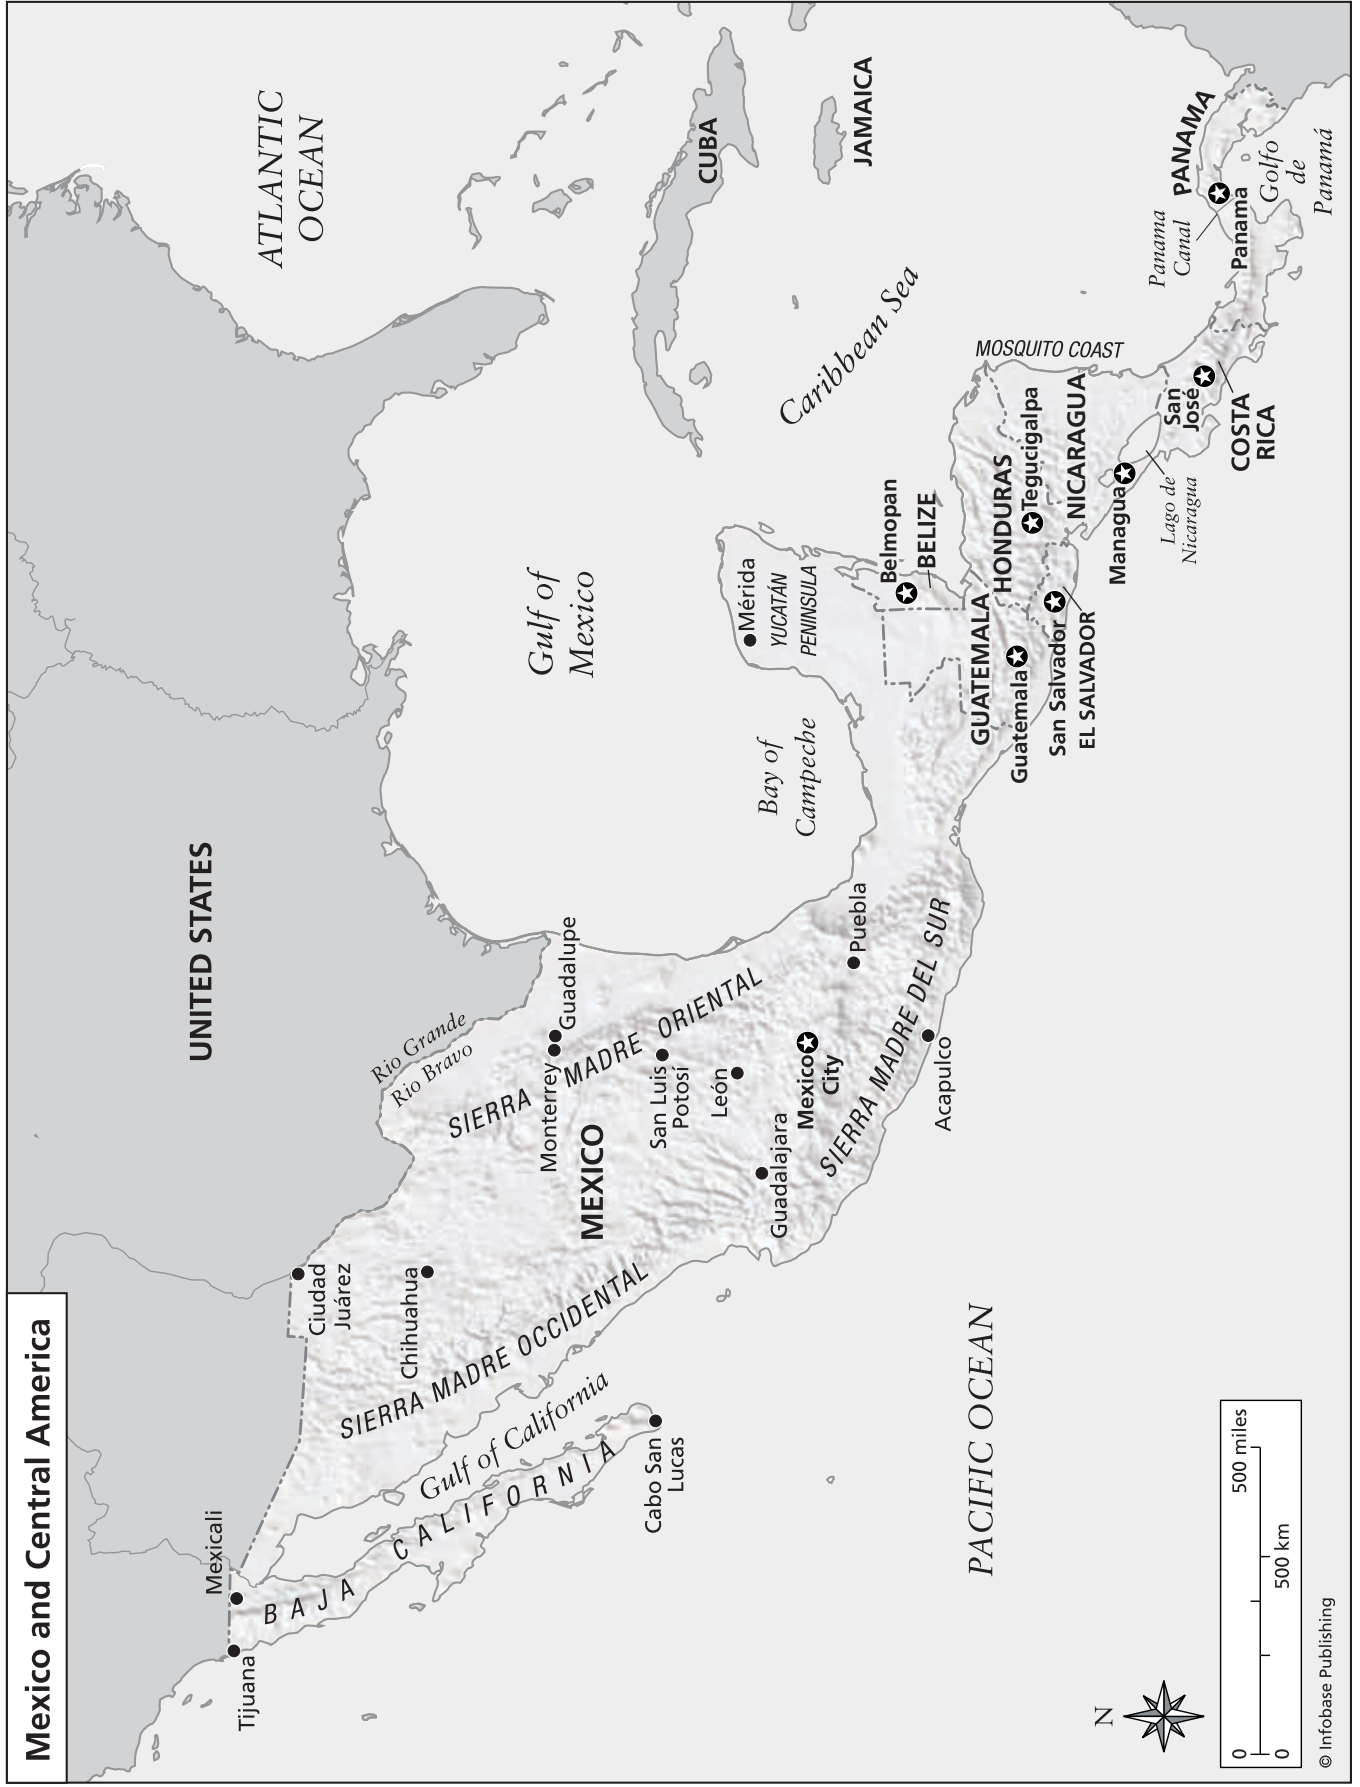 Mexico and Central America
UNITED STATES
ATLANTIC
OCEAN
Tijuana
Mexicali
Ciudad
Juárez
Chihuahua
BAJA
CALIFORNIA
Gulf of California
Cabo San
Lucas
SIERRA MADRE OCCIDENTAL
Rio Grande
Rio Bravo
SIERRA MADRE ORIENTAL
Monterrey
Guadalupe
MEXICO
San Luis
Potosí
León
Guadalajara
Mexico
City
Puebla
SIERRA MADRE DEL SUR
Acapulco
Gulf of
Mexico
Bay of
Campeche
Mérida
YUCATÁN
PENINSULA
CUBA
JAMAICA
Caribbean Sea
Belmopan
BELIZE
GUATEMALA
Guatemala
HONDURAS
Tegucigalpa
San Salvador
EL SALVADOR
MOSQUITO COAST
NICARAGUA
Managua
Lago de
Nicaragua
San
José
COSTA
RICA
Panama
Canal
PANAMA
Panama
Golfo
de
Panamá
PACIFIC OCEAN
N
0 500 miles
0 500 km
© Infobase Publishing